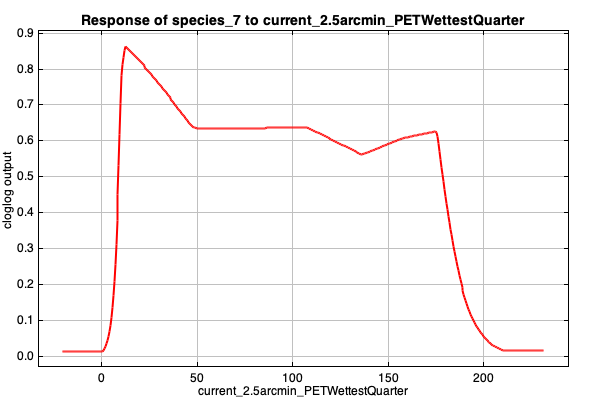 Response of species_7 to current_2.5arcmin_PETWettestQuarter
0.9
0.8
0.7
0.6
0.5
0.4
0.3
0.2
0.1
0.0
cloglog output
0 50 100 150 200
current_2.5arcmin_PETWettestQuarter